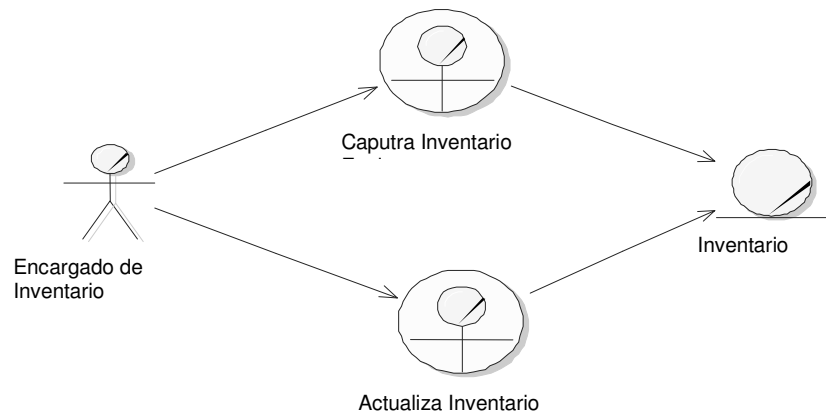 Caputra Inventario
Encargado de
Inventario
Inventario
Actualiza Inventario